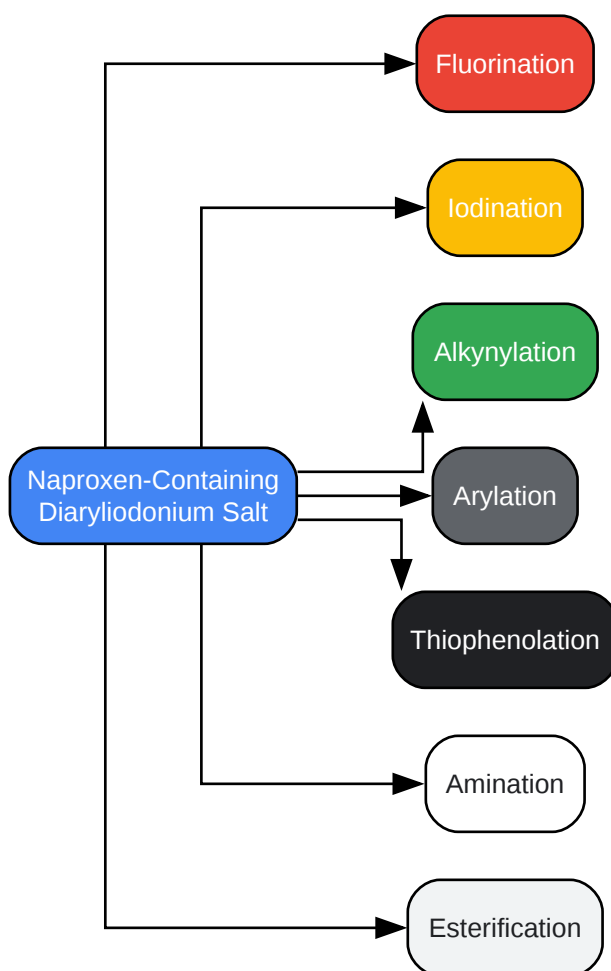 Fluorination
Iodination
Alkynylation
Naproxen-Containing
Diaryliodonium Salt
Arylation
Thiophenolation
Amination
Esterification